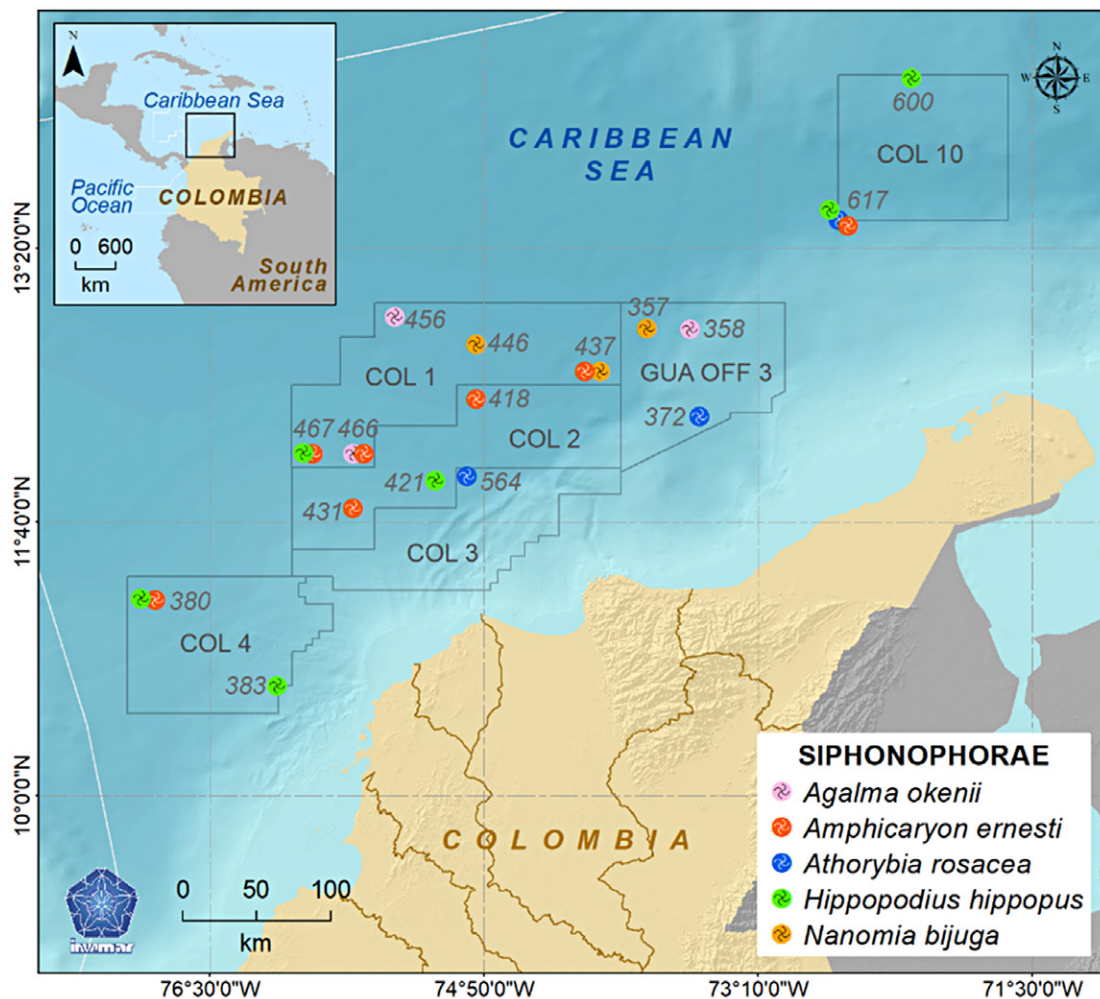 N
Caribbean Sea
Pacific
Ocean
COLOMBIA
0 600
km
South
America
N
W E
S
CARIBBEAN
SEA
600
COL 10
617
13°20'0"N
456
446
357
358
437
COL 1
GUA OFF 3
418
372
467 466
COL 2
421
564
431
11°40'0"N
COL 3
380
COL 4
383
10°0'0"N
COLOMBIA
SIPHONOPHORAE
Agalma okenii
Amphicaryon ernesti
Athorybia rosacea
Hippopodius hippopus
Nanomia bijuga
0 50 100
km
invemar
76°30'0"W 74°50'0"W 73°10'0"W 71°30'0"W